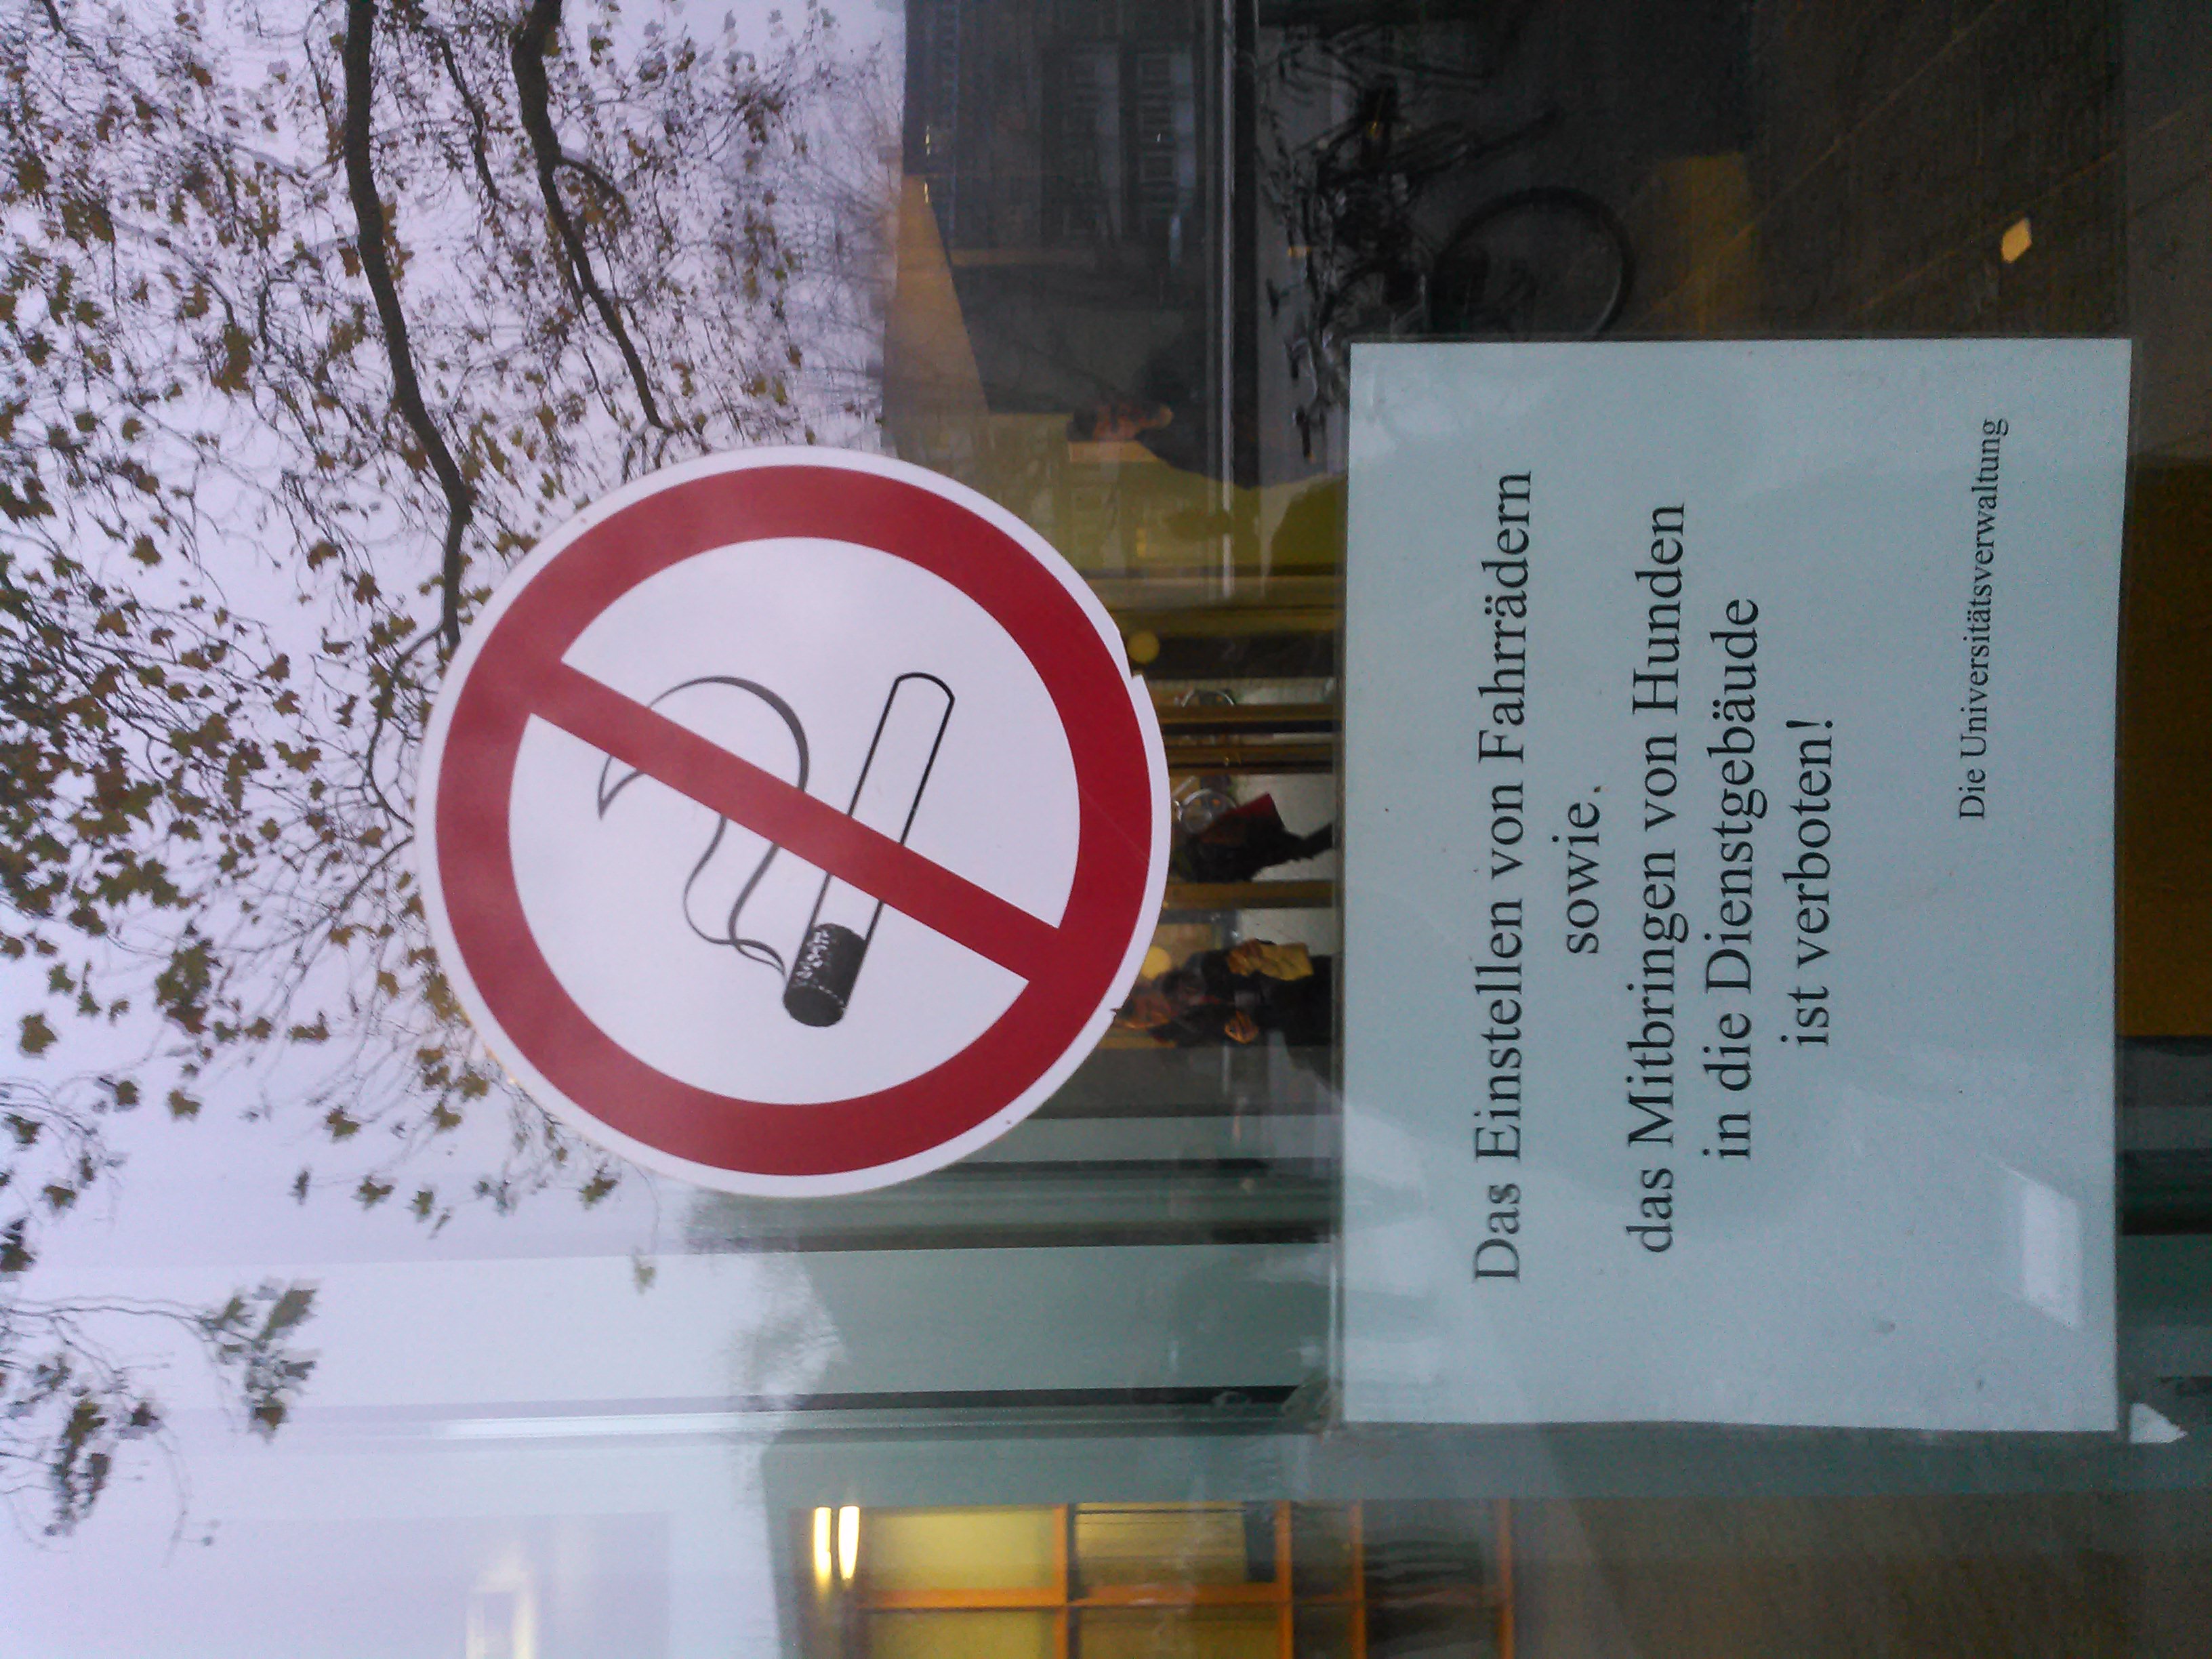 Das Einstellen von Fahrrädern
sowie.
das Mitbringen von Hunden
in die Dienstgebäude
ist verboten!
Die Universitätsverwaltung